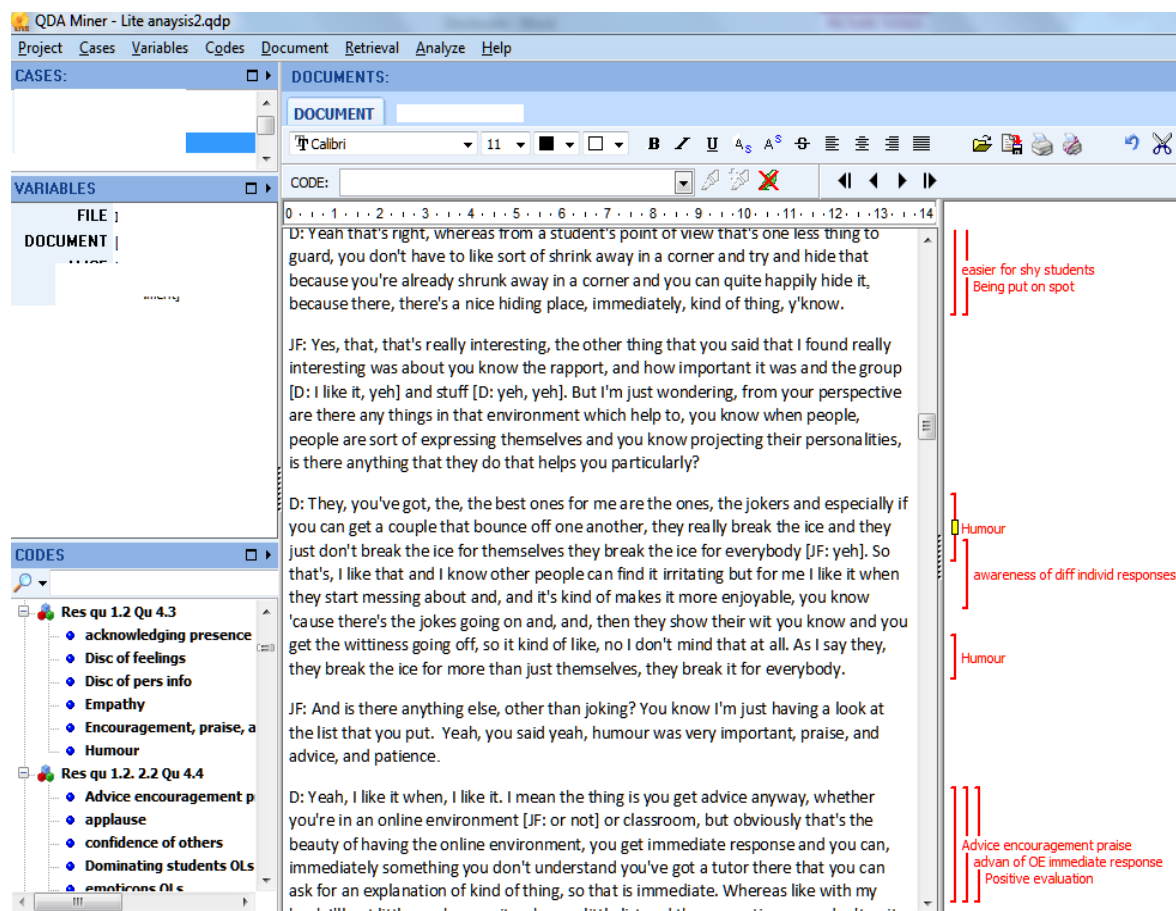 QDA Miner - Lite anaysis2.qdp
Project Cases Variables Codes Document Retrieval Analyze Help
CASES:
DOCUMENTS:
DOCUMENT
Calibri 11 B I U
CODE:
VARIABLES
FILE
DOCUMENT
0 1 2 3 4 5 6 7 8 9 10 11 12 13 14
D: Yeah that's right, whereas from a student's point of view that's one less thing to
guard, you don't have to like sort of shrink away in a corner and try and hide that
because you're already shrunk away in a corner and you can quite happily hide it,
because there, there's a nice hiding place, immediately, kind of thing, y'know.
easier for shy students
Being put on spot
JF: Yes, that, that's really interesting, the other thing that you said that I found really
interesting was about you know the rapport, and how important it was and the group
[D: I like it, yeh] and stuff [D: yeh, yeh]. But I'm just wondering, from your perspective
are there any things in that environment which help to, you know when people,
people are sort of expressing themselves and you know projecting their personalities,
is there anything that they do that helps you particularly?
D: They, you've got, the, the best ones for me are the ones, the jokers and especially if
you can get a couple that bounce off one another, they really break the ice and they
just don't break the ice for themselves they break the ice for everybody [JF: yeh]. So
that's, I like that and I know other people can find it irritating but for me I like it when
they start messing about and, and it's kind of makes it more enjoyable, you know
'cause there's the jokes going on and, and, then they show their wit you know and you
get the wittiness going off, so it kind of like, no I don't mind that at all. As I say they,
they break the ice for more than just themselves, they break it for everybody.
Humour
awareness of diff individ responses
Humour
JF: And is there anything else, other than joking? You know I'm just having a look at
the list that you put. Yeah, you said yeah, humour was very important, praise, and
advice, and patience.
D: Yeah, I like it when, I like it. I mean the thing is you get advice anyway, whether
you're in an online environment [JF: or not] or classroom, but obviously that's the
beauty of having the online environment, you get immediate response and you can,
immediately something you don't understand you've got a tutor there that you can
ask for an explanation of kind of thing, so that is immediate. Whereas like with my
Advice encouragement praise
advan of OE immediate response
Positive evaluation
CODES
Res qu 1.2 Qu 4.3
acknowledging presence
Disc of feelings
Disc of pers info
Empathy
Encouragement, praise, a
Humour
Res qu 1.2. 2.2 Qu 4.4
Advice encouragement p
applause
confidence of others
Dominating students OLs
emoticons OLs